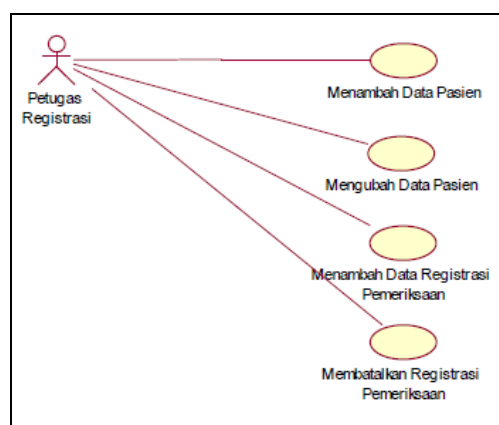 Petugas
Registrasi
Menambah Data Pasien
Mengubah Data Pasien
Menambah Data Registrasi
Pemeriksaan
Membatalkan Registrasi
Pemeriksaan